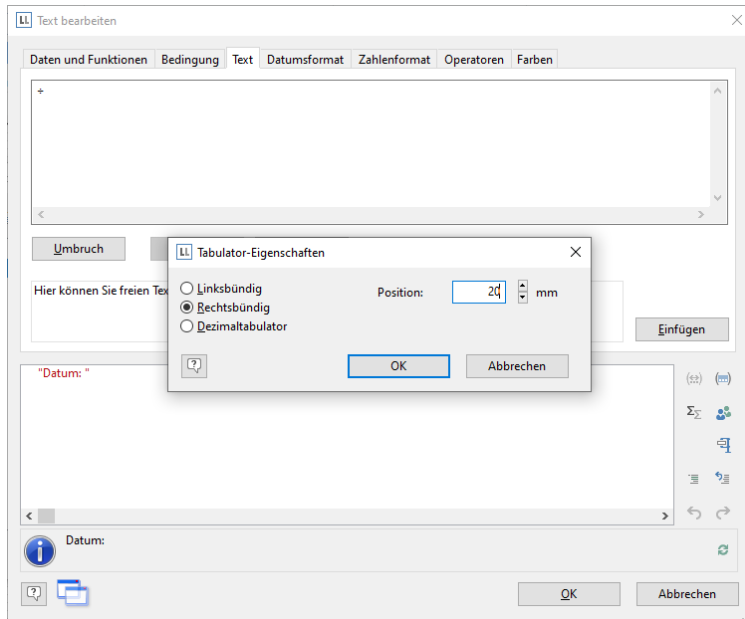 LL Text bearbeiten
Daten und Funktionen Bedingung Text Datumsformat Zahlenformat Operatoren Farben
÷
Umbruch
LL Tabulator-Eigenschaften
Hier können Sie freien Tex
Linksbündig
Rechtsbündig
Dezimaltabulator
Position: 20 mm
OK Abbrechen
Einfügen
"Datum: "
Datum:
OK Abbrechen